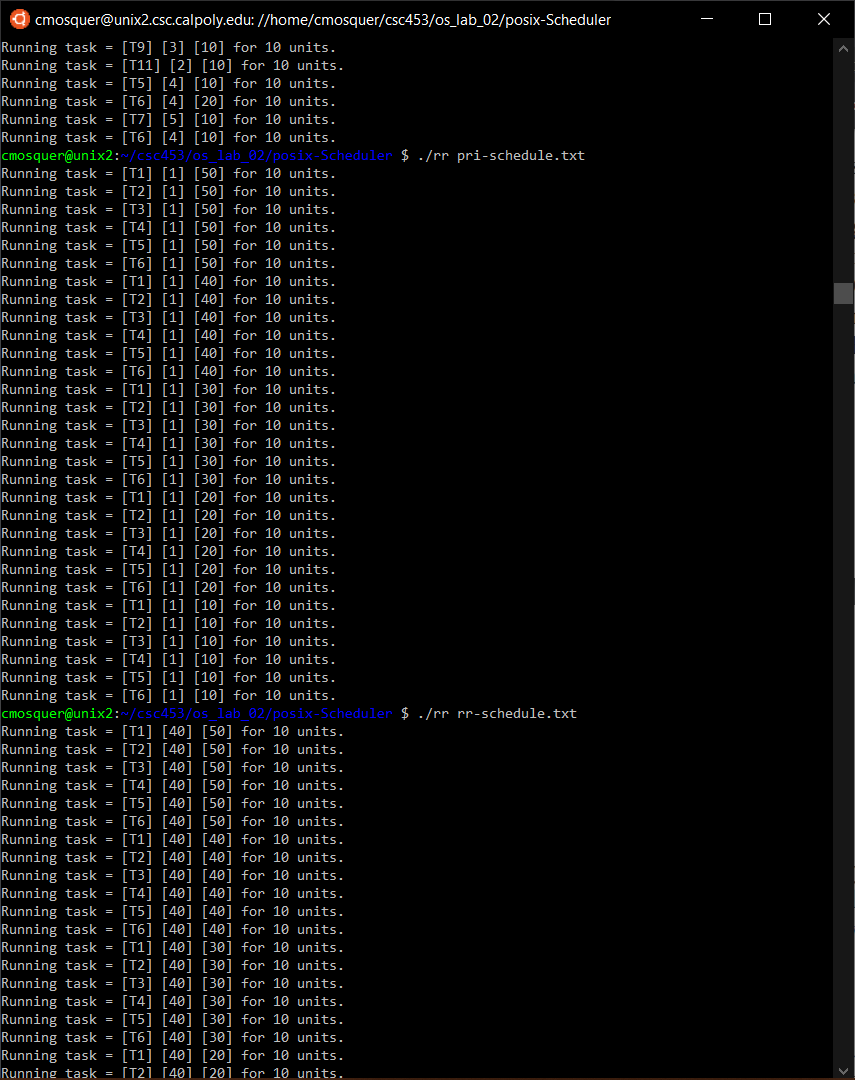 cmosquer@unix2.csc.calpoly.edu: //home/cmosquer/csc453/os_lab_02/posix-Scheduler
Running task = [T9] [3] [10] for 10 units.
Running task = [T11] [2] [10] for 10 units.
Running task = [T5] [4] [10] for 10 units.
Running task = [T6] [4] [20] for 10 units.
Running task = [T7] [5] [10] for 10 units.
Running task = [T6] [4] [10] for 10 units.
cmosquer@unix2:~/csc453/os_lab_02/posix-Scheduler $ ./rr pri-schedule.txt
Running task = [T1] [1] [50] for 10 units.
Running task = [T2] [1] [50] for 10 units.
Running task = [T3] [1] [50] for 10 units.
Running task = [T4] [1] [50] for 10 units.
Running task = [T5] [1] [50] for 10 units.
Running task = [T6] [1] [50] for 10 units.
Running task = [T1] [1] [40] for 10 units.
Running task = [T2] [1] [40] for 10 units.
Running task = [T3] [1] [40] for 10 units.
Running task = [T4] [1] [40] for 10 units.
Running task = [T5] [1] [40] for 10 units.
Running task = [T6] [1] [40] for 10 units.
Running task = [T1] [1] [30] for 10 units.
Running task = [T2] [1] [30] for 10 units.
Running task = [T3] [1] [30] for 10 units.
Running task = [T4] [1] [30] for 10 units.
Running task = [T5] [1] [30] for 10 units.
Running task = [T6] [1] [30] for 10 units.
Running task = [T1] [1] [20] for 10 units.
Running task = [T2] [1] [20] for 10 units.
Running task = [T3] [1] [20] for 10 units.
Running task = [T4] [1] [20] for 10 units.
Running task = [T5] [1] [20] for 10 units.
Running task = [T6] [1] [20] for 10 units.
Running task = [T1] [1] [10] for 10 units.
Running task = [T2] [1] [10] for 10 units.
Running task = [T3] [1] [10] for 10 units.
Running task = [T4] [1] [10] for 10 units.
Running task = [T5] [1] [10] for 10 units.
Running task = [T6] [1] [10] for 10 units.
cmosquer@unix2:~/csc453/os_lab_02/posix-Scheduler $ ./rr rr-schedule.txt
Running task = [T1] [40] [50] for 10 units.
Running task = [T2] [40] [50] for 10 units.
Running task = [T3] [40] [50] for 10 units.
Running task = [T4] [40] [50] for 10 units.
Running task = [T5] [40] [50] for 10 units.
Running task = [T6] [40] [50] for 10 units.
Running task = [T1] [40] [40] for 10 units.
Running task = [T2] [40] [40] for 10 units.
Running task = [T3] [40] [40] for 10 units.
Running task = [T4] [40] [40] for 10 units.
Running task = [T5] [40] [40] for 10 units.
Running task = [T6] [40] [40] for 10 units.
Running task = [T1] [40] [30] for 10 units.
Running task = [T2] [40] [30] for 10 units.
Running task = [T3] [40] [30] for 10 units.
Running task = [T4] [40] [30] for 10 units.
Running task = [T5] [40] [30] for 10 units.
Running task = [T6] [40] [30] for 10 units.
Running task = [T1] [40] [20] for 10 units.
Running task = [T2] [40] [20] for 10 units.